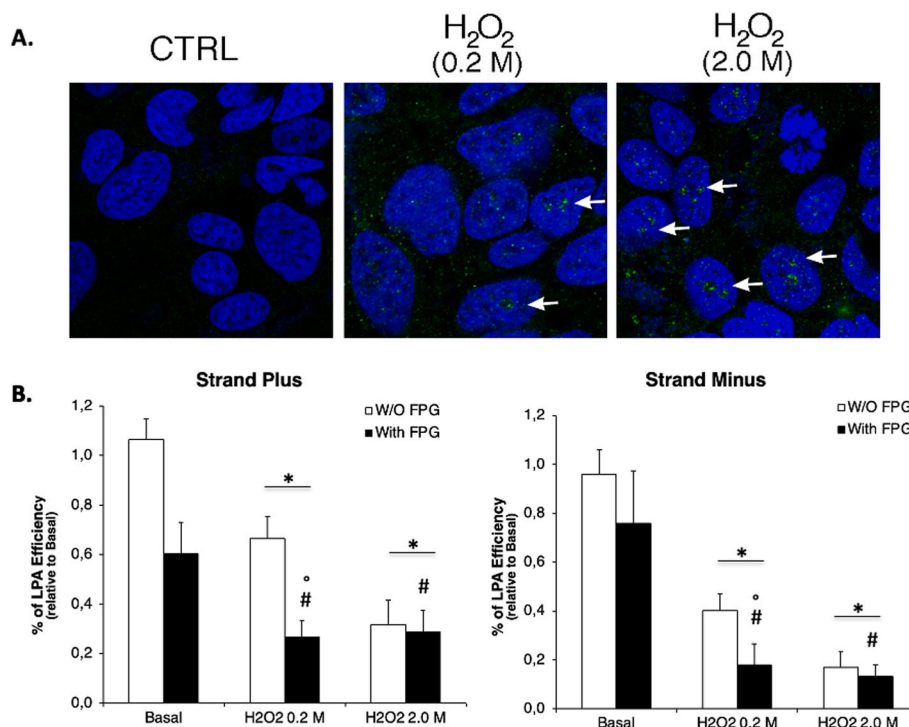 A.
CTRL
H₂O₂
(0.2 M)
H₂O₂
(2.0 M)
B.
Strand Plus
% of LPA Efficiency
(relative to Basal)
1,2
1,0
0,8
0,6
0,4
0,2
0,0
W/O FPG
With FPG
*
°
#
*
#
Basal
H2O2 0.2 M
H2O2 2.0 M
Strand Minus
% of LPA Efficiency
(relative to Basal)
1,2
1,0
0,8
0,6
0,4
0,2
0,0
W/O FPG
With FPG
*
°
#
*
#
Basal
H2O2 0.2 M
H2O2 2.0 M